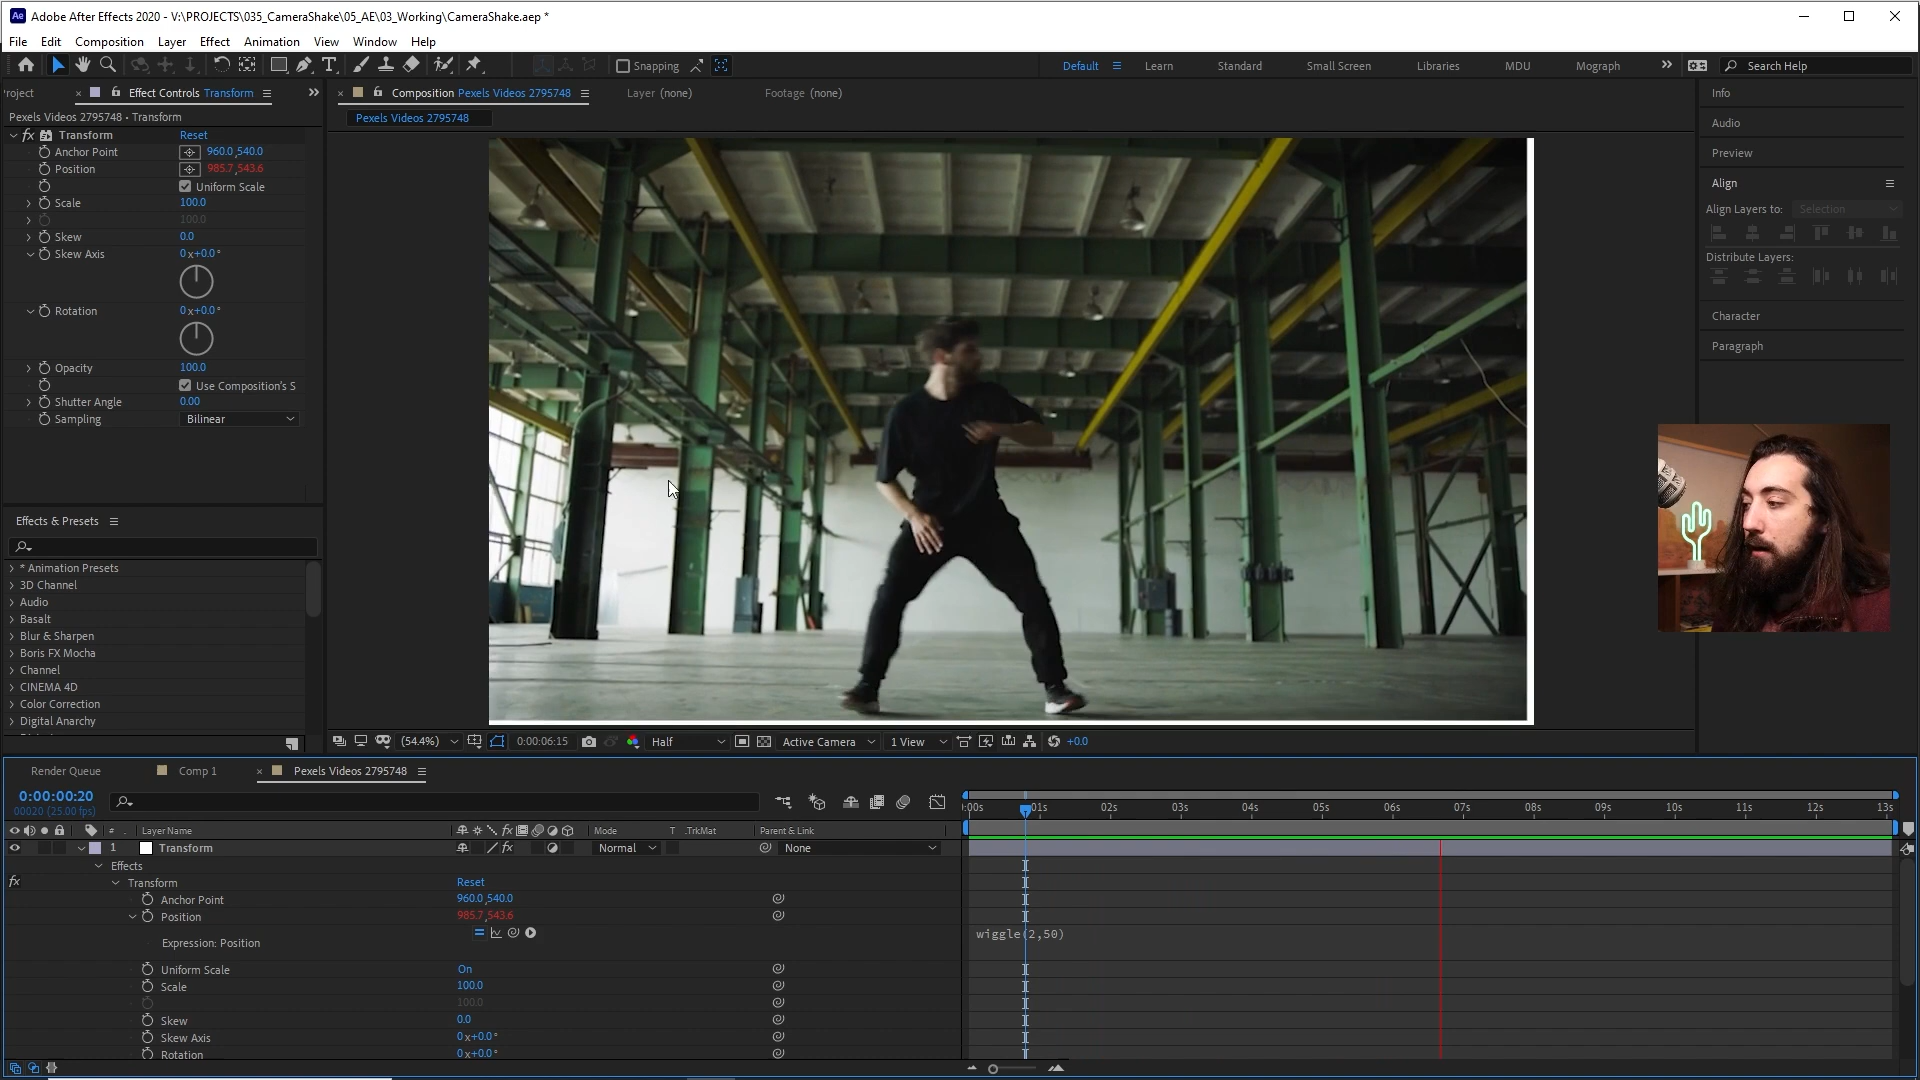 Ae Adobe After Effects 2020 - V:\PROJECTS\035_CameraShake\05_AE\03_Working\CameraShake.aep *
File Edit Composition Layer Effect Animation View Window Help
Snapping Default Learn Standard Small Screen Libraries MDU Mograph Search Help
roject Effect Controls Transform
Pexels Videos 2795748 • Transform
fx Transform Reset
Anchor Point 960.0,540.0
Position 985.7,543.6
Uniform Scale
Scale 100.0
100.0
Skew 0.0
Skew Axis 0x+0.0°
Rotation 0x+0.0°
Opacity 100.0
Use Composition's S
Shutter Angle 0.00
Sampling Bilinear
Effects & Presets
* Animation Presets
3D Channel
Audio
Basalt
Blur & Sharpen
Boris FX Mocha
Channel
CINEMA 4D
Color Correction
Digital Anarchy
Composition Pexels Videos 2795748 Layer (none) Footage (none)
Pexels Videos 2795748
(54.4%) 0:00:06:15 Half Active Camera 1 View +0.0
Info
Audio
Preview
Align
Align Layers to: Selection
Distribute Layers:
Character
Paragraph
Render Queue Comp 1 Pexels Videos 2795748
0:00:00:20
00020 (25.00 fps)
:00s 01s 02s 03s 04s 05s 06s 07s 08s 09s 10s 11s 12s 13s
# Layer Name fx Mode T .TrkMat Parent & Link
1 Transform fx Normal None
Effects
fx Transform Reset
Anchor Point 960.0,540.0
Position 985.7,543.6
Expression: Position wiggle(2,50)
Uniform Scale On
Scale 100.0
100.0
Skew 0.0
Skew Axis 0x+0.0°
Rotation 0x+0.0°